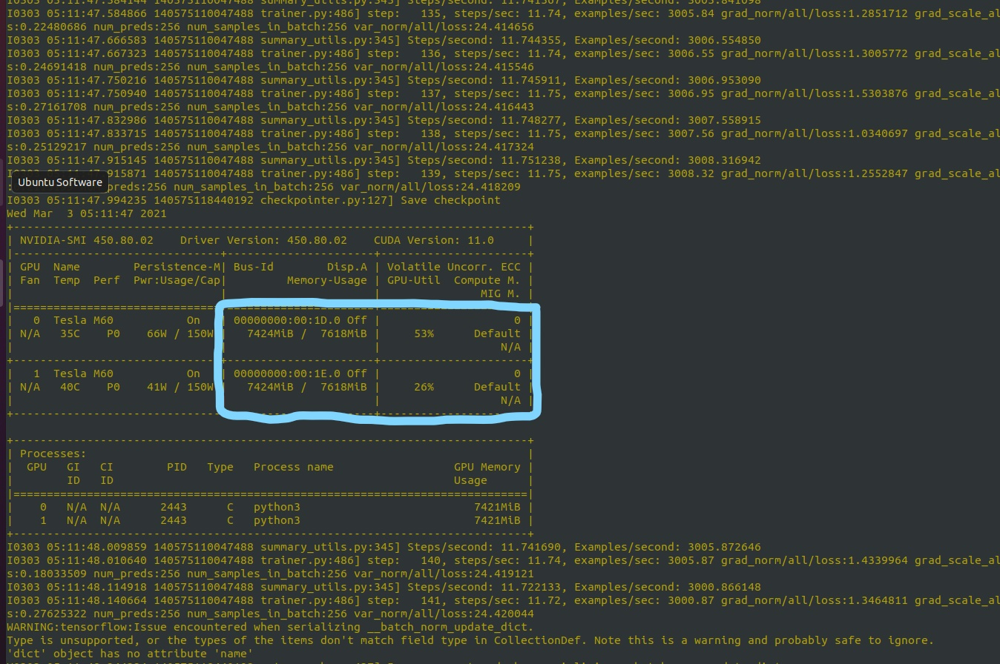 I0303 05:11:47.584144 140575110047488 summary_utils.py:345] Steps/second: 11.741307, Examples/second: 3005.841098
I0303 05:11:47.584866 140575110047488 trainer.py:486] step:   135, steps/sec: 11.74, examples/sec: 3005.84 grad_norm/all/loss:1.2851712 grad_scale_al
s:0.22480686 num_preds:256 num_samples_in_batch:256 var_norm/all/loss:24.414656
I0303 05:11:47.666583 140575110047488 summary_utils.py:345] Steps/second: 11.744355, Examples/second: 3006.554850
I0303 05:11:47.667323 140575110047488 trainer.py:486] step:   136, steps/sec: 11.74, examples/sec: 3006.55 grad_norm/all/loss:1.3005772 grad_scale_al
s:0.24691418 num_preds:256 num_samples_in_batch:256 var_norm/all/loss:24.415546
I0303 05:11:47.750216 140575110047488 summary_utils.py:345] Steps/second: 11.745911, Examples/second: 3006.953090
I0303 05:11:47.750940 140575110047488 trainer.py:486] step:   137, steps/sec: 11.75, examples/sec: 3006.95 grad_norm/all/loss:1.5303876 grad_scale_al
s:0.27161708 num_preds:256 num_samples_in_batch:256 var_norm/all/loss:24.416443
I0303 05:11:47.832986 140575110047488 summary_utils.py:345] Steps/second: 11.748277, Examples/second: 3007.558915
I0303 05:11:47.833715 140575110047488 trainer.py:486] step:   138, steps/sec: 11.75, examples/sec: 3007.56 grad_norm/all/loss:1.0340697 grad_scale_al
s:0.25129217 num_preds:256 num_samples_in_batch:256 var_norm/all/loss:24.417324
I0303 05:11:47.915145 140575110047488 summary_utils.py:345] Steps/second: 11.751238, Examples/second: 3008.316942
915871 140575110047488 trainer.py:486] step:   139, steps/sec: 11.75, examples/sec: 3008.32 grad_norm/all/loss:1.2552847 grad_scale_al
Ubuntu Software
preds:256 num_samples_in_batch:256 var_norm/all/loss:24.418209
I0303 05:11:47.994235 140575118440192 checkpointer.py:127] Save checkpoint
Wed Mar  3 05:11:47 2021
+-----------------------------------------------------------------------------+
| NVIDIA-SMI 450.80.02    Driver Version: 450.80.02    CUDA Version: 11.0     |
|-------------------------------+----------------------+----------------------+
| GPU  Name        Persistence-M| Bus-Id        Disp.A | Volatile Uncorr. ECC |
| Fan  Temp  Perf  Pwr:Usage/Cap|         Memory-Usage | GPU-Util  Compute M. |
|                               |                      |               MIG M. |
|===============================+======================+======================|
|   0  Tesla M60           On   | 00000000:00:1D.0 Off |                    0 |
| N/A   35C    P0    66W / 150W |   7424MiB /  7618MiB |     53%      Default |
|                               |                      |                  N/A |
+-------------------------------+----------------------+----------------------+
|   1  Tesla M60           On   | 00000000:00:1E.0 Off |                    0 |
| N/A   40C    P0    41W / 150W |   7424MiB /  7618MiB |     26%      Default |
|                               |                      |                  N/A |
+-------------------------------+----------------------+----------------------+
+-----------------------------------------------------------------------------+
| Processes:                                                                  |
|  GPU   GI   CI        PID   Type   Process name                  GPU Memory |
|        ID   ID                                                   Usage      |
|=============================================================================|
|    0   N/A  N/A      2443      C   python3                          7421MiB |
|    1   N/A  N/A      2443      C   python3                          7421MiB |
+-----------------------------------------------------------------------------+
I0303 05:11:48.009859 140575110047488 summary_utils.py:345] Steps/second: 11.741690, Examples/second: 3005.872646
I0303 05:11:48.010640 140575110047488 trainer.py:486] step:   140, steps/sec: 11.74, examples/sec: 3005.87 grad_norm/all/loss:1.4339964 grad_scale_al
s:0.18033509 num_preds:256 num_samples_in_batch:256 var_norm/all/loss:24.419121
I0303 05:11:48.114918 140575110047488 summary_utils.py:345] Steps/second: 11.722133, Examples/second: 3000.866148
I0303 05:11:48.140664 140575110047488 trainer.py:486] step:   141, steps/sec: 11.72, examples/sec: 3000.87 grad_norm/all/loss:1.3464811 grad_scale_al
s:0.27625322 num_preds:256 num_samples_in_batch:256 var_norm/all/loss:24.420044
WARNING:tensorflow:Issue encountered when serializing __batch_norm_update_dict.
Type is unsupported, or the types of the items don't match field type in CollectionDef. Note this is a warning and probably safe to ignore.
'dict' object has no attribute 'name'